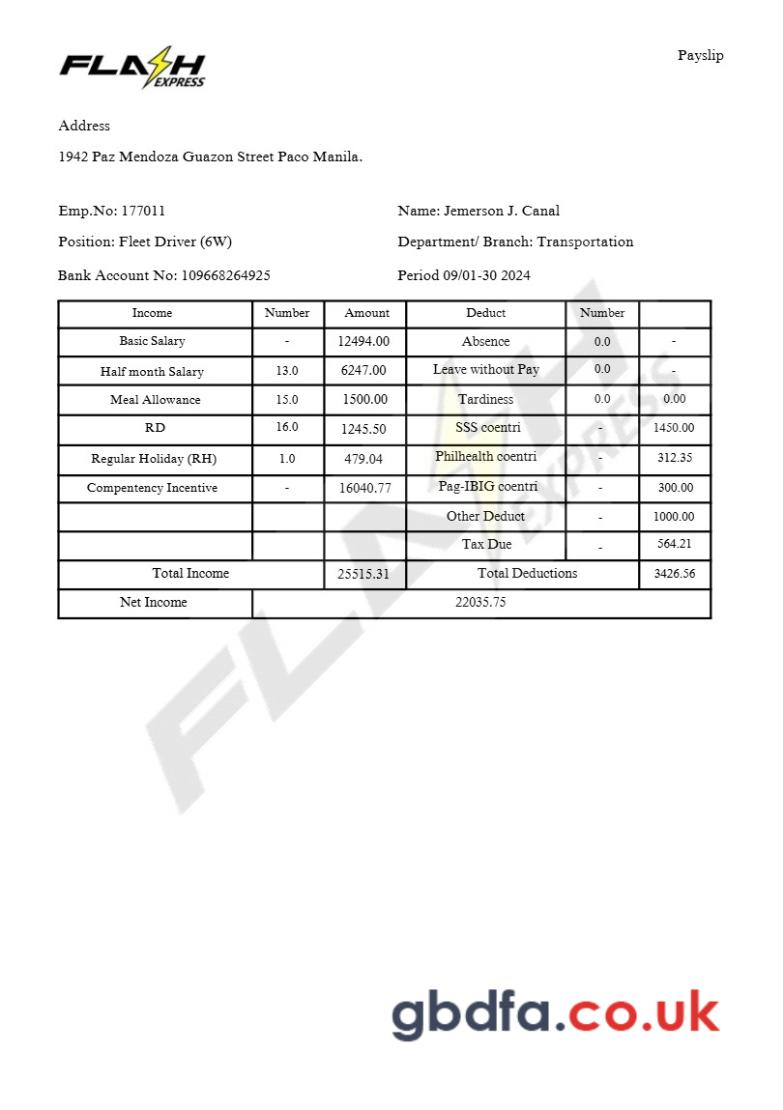 FLASH EXPRESS
Payslip
Address
1942 Paz Mendoza Guazon Street Paco Manila.
Emp.No: 177011 Name: Jemerson J. Canal
Position: Fleet Driver (6W) Department/ Branch: Transportation
Bank Account No: 109668264925 Period 09/01-30 2024
Income Number Amount Deduct Number
Basic Salary - 12494.00 Absence 0.0 -
Half month Salary 13.0 6247.00 Leave without Pay 0.0 -
Meal Allowance 15.0 1500.00 Tardiness 0.0 0.00
RD 16.0 1245.50 SSS coentri - 1450.00
Regular Holiday (RH) 1.0 479.04 Philhealth coentri - 312.35
Compentency Incentive - 16040.77 Pag-IBIG coentri - 300.00
Other Deduct - 1000.00
Tax Due - 564.21
Total Income 25515.31 Total Deductions 3426.56
Net Income 22035.75
FLASH EXPRESS
gbdfa.co.uk